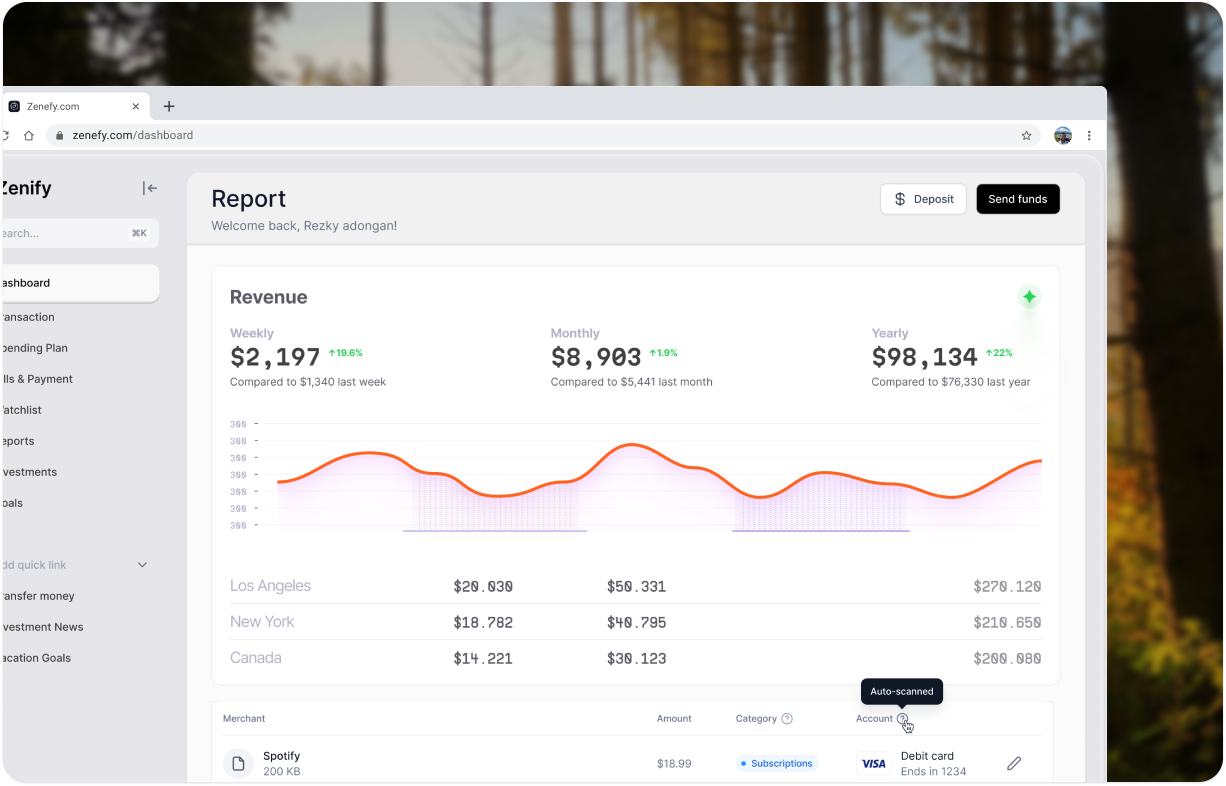 Zenefy.com
zenefy.com/dashboard
Zenify
earch...
⌘K
ashboard
ransaction
pending Plan
lls & Payment
atchlist
eports
vestments
oals
dd quick link
ransfer money
vestment News
acation Goals
Report
Welcome back, Rezky adongan!
$ Deposit
Send funds
Revenue
Weekly
$2,197 ↑19.6%
Compared to $1,340 last week
Monthly
$8,903 ↑1.9%
Compared to $5,441 last month
Yearly
$98,134 ↑22%
Compared to $76,330 last year
300
300
300
300
300
300
300
Los Angeles $20.030 $50.331 $270.120
New York $18.782 $40.795 $210.650
Canada $14.221 $30.123 $200.080
Auto-scanned
Merchant Amount Category ? Account ?
Spotify
200 KB
$18.99
Subscriptions
VISA
Debit card
Ends in 1234